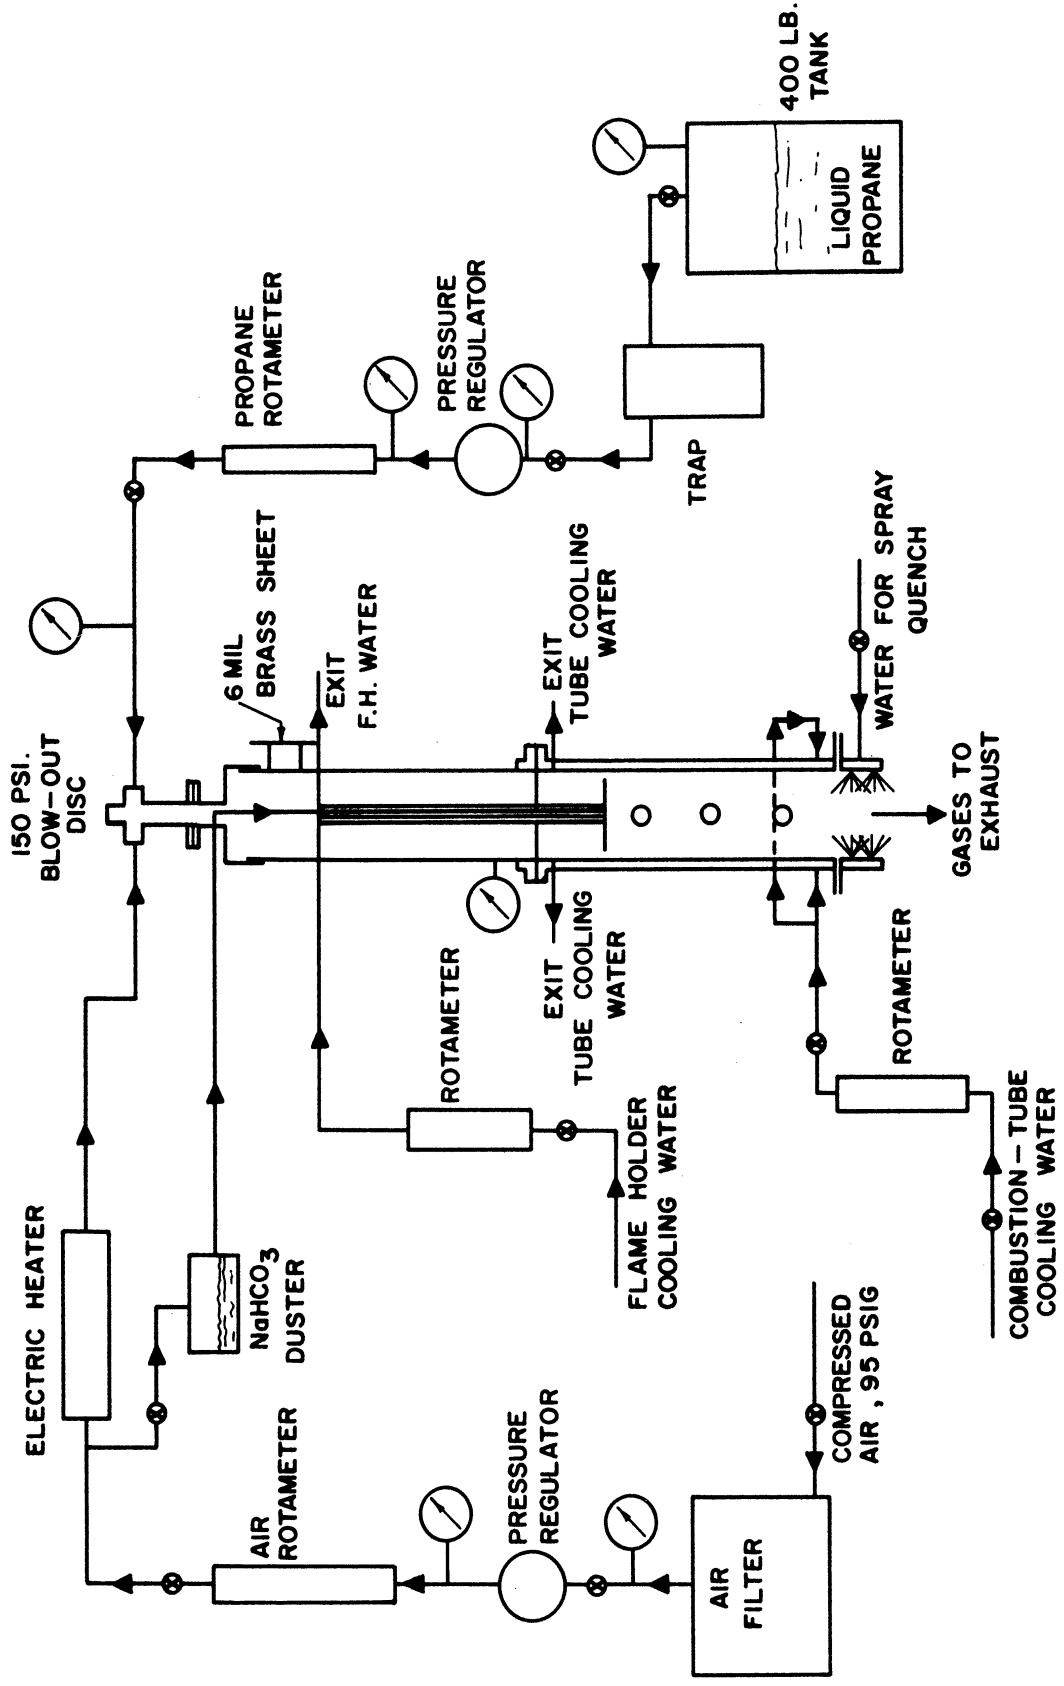 150 PSI.
BLOW-OUT
DISC
ELECTRIC HEATER
NaHCO3
DUSTER
AIR
ROTAMETER
PRESSURE
REGULATOR
AIR
FILTER
COMPRESSED
AIR, 95 PSIG
FLAME HOLDER
COOLING WATER
ROTAMETER
COMBUSTION-TUBE
COOLING WATER
ROTAMETER
EXIT
TUBE COOLING
WATER
GASES TO
EXHAUST
6 MIL
BRASS SHEET
EXIT
F.H. WATER
EXIT
TUBE COOLING
WATER
WATER FOR SPRAY
QUENCH
PROPANE
ROTAMETER
PRESSURE
REGULATOR
TRAP
400 LB.
TANK
LIQUID
PROPANE